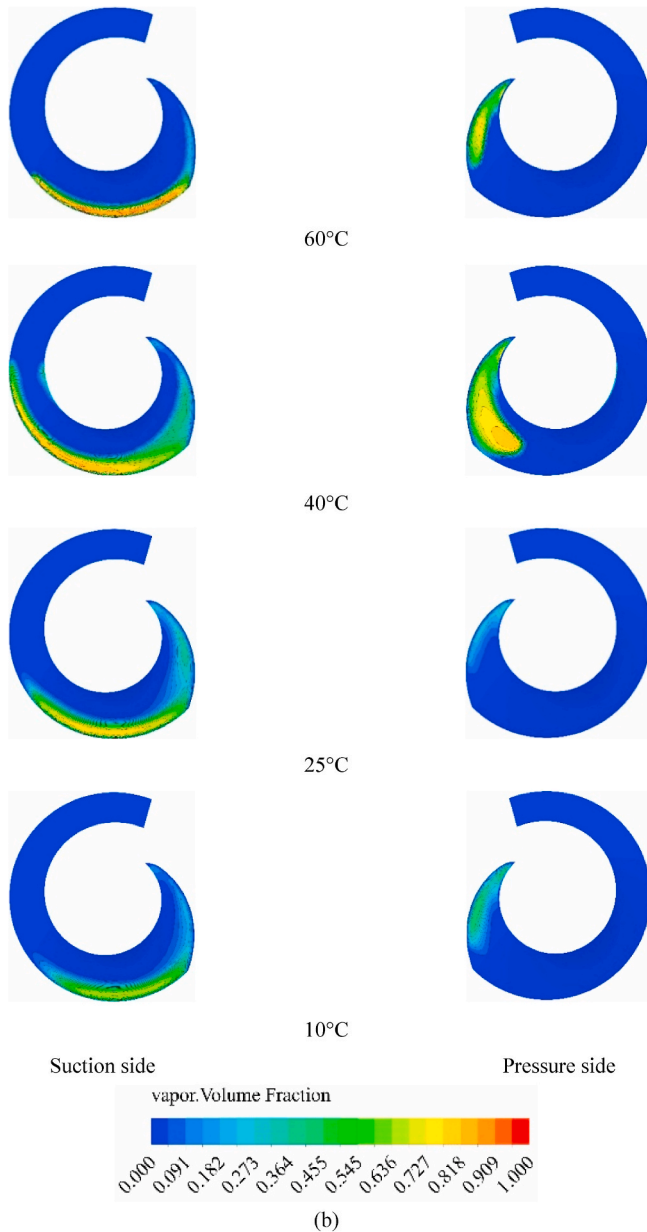 60°C
40°C
25°C
10°C
Suction side Pressure side
vapor.Volume Fraction
0.000 0.091 0.182 0.273 0.364 0.455 0.545 0.636 0.727 0.818 0.909 1.000
(b)